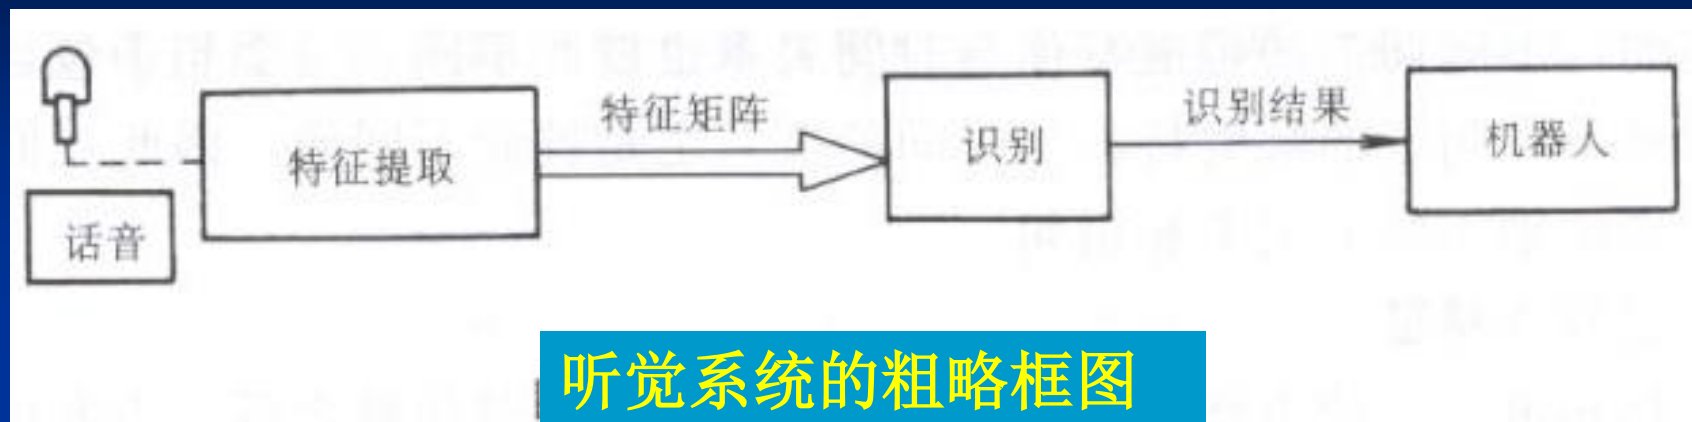 特征矩阵
识别结果
特征提取
识别
机器人
话音
听觉系统的粗略框图